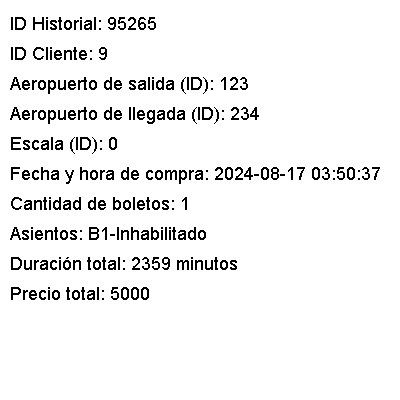 ID Historial: 95265
ID Cliente: 9
Aeropuerto de salida (ID): 123
Aeropuerto de llegada (ID): 234
Escala (ID): 0
Fecha y hora de compra: 2024-08-17 03:50:37
Cantidad de boletos: 1
Asientos: B1-Inhabilitado
Duración total: 2359 minutos
Precio total: 5000